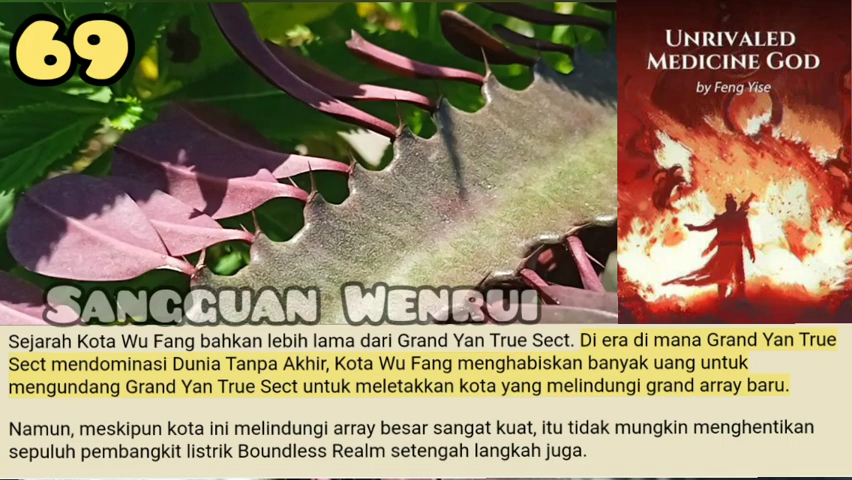 69
UNRIVALED
MEDICINE GOD
by Feng Yise
SANGGUAN WENRUI
Sejarah Kota Wu Fang bahkan lebih lama dari Grand Yan True Sect. Di era di mana Grand Yan True
Sect mendominasi Dunia Tanpa Akhir, Kota Wu Fang menghabiskan banyak uang untuk
mengundang Grand Yan True Sect untuk meletakkan kota yang melindungi grand array baru.
Namun, meskipun kota ini melindungi array besar sangat kuat, itu tidak mungkin menghentikan
sepuluh pembangkit listrik Boundless Realm setengah langkah juga.